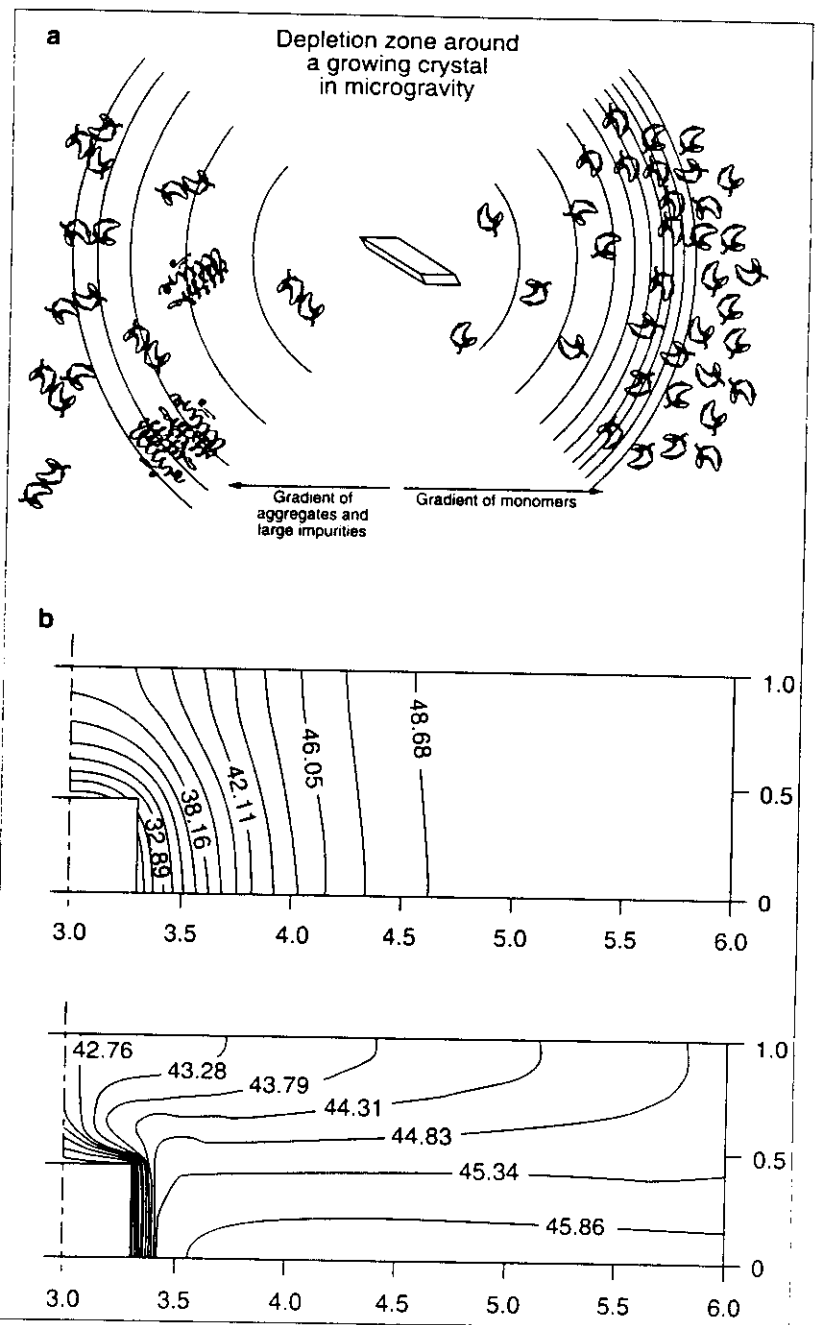 a
Depletion zone around
a growing crystal
in microgravity
Gradient of
aggregates and
large impurities
Gradient of monomers
b
32.89
38.16
42.11
46.05
48.68
1.0
0.5
0
3.0 3.5 4.0 4.5 5.0 5.5 6.0
42.76
43.28
43.79
44.31
44.83
45.34
45.86
1.0
0.5
0
3.0 3.5 4.0 4.5 5.0 5.5 6.0